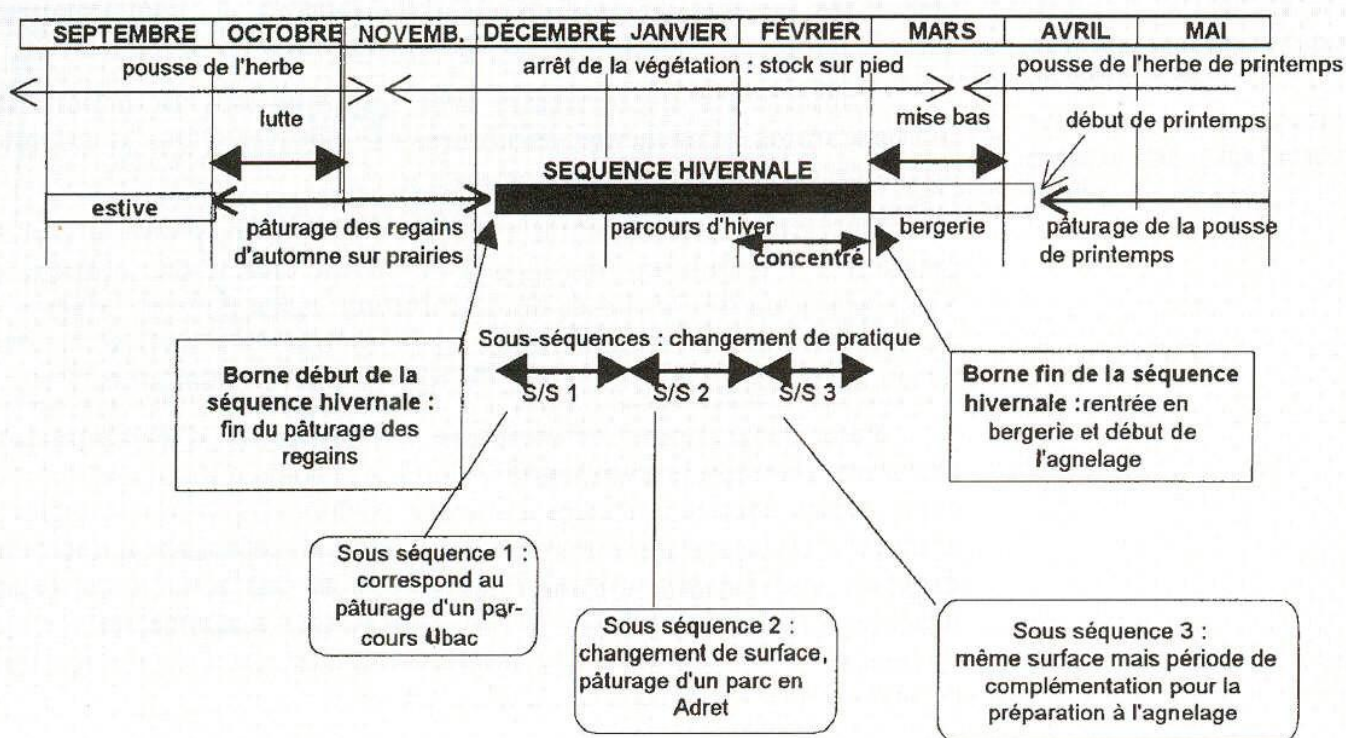 SEPTEMBRE OCTOBRE NOVEMB. DÉCEMBRE JANVIER FÉVRIER MARS AVRIL MAI
pousse de l'herbe
arrêt de la végétation : stock sur pied
pousse de l'herbe de printemps
lutte
mise bas
début de printemps
SEQUENCE HIVERNALE
estive
pâturage des regains
d'automne sur prairies
parcours d'hiver
concentré
bergerie
pâturage de la pousse
de printemps
Sous-séquences : changement de pratique
S/S 1 S/S 2 S/S 3
Borne début de la
séquence hivernale :
fin du pâturage des
regains
Borne fin de la séquence
hivernale :rentrée en
bergerie et début de
l'agnelage
Sous séquence 1 :
correspond au
pâturage d'un par-
cours Ubac
Sous séquence 2 :
changement de surface,
pâturage d'un parc en
Adret
Sous séquence 3 :
même surface mais période de
complémentation pour la
préparation à l'agnelage